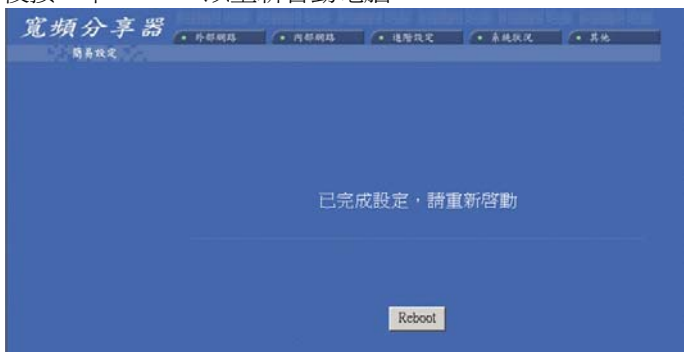 寬頻分享器
外部網路
內部網路
進階設定
系統狀況
其他
簡易設定
已完成設定，請重新啓動
Reboot